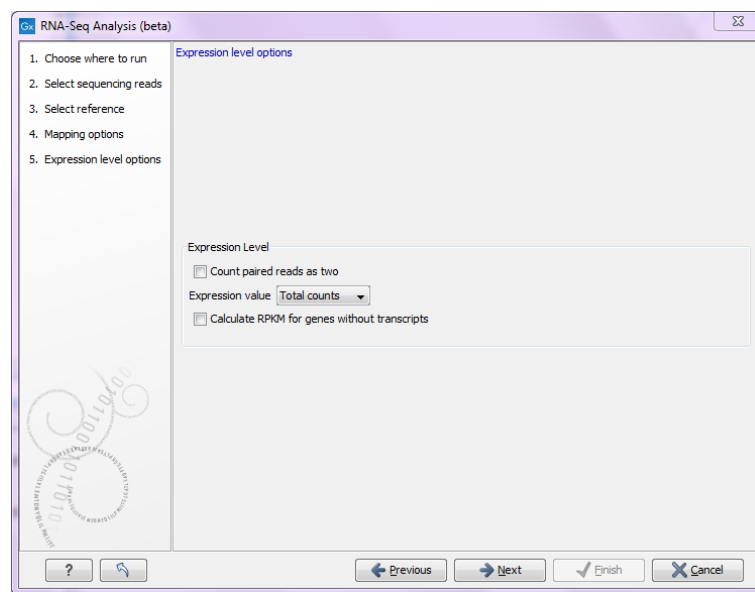 Gx RNA-Seq Analysis (beta)
1. Choose where to run
2. Select sequencing reads
3. Select reference
4. Mapping options
5. Expression level options
Expression level options
Expression Level
Count paired reads as two
Expression value Total counts
Calculate RPKM for genes without transcripts
? Previous Next Finish Cancel